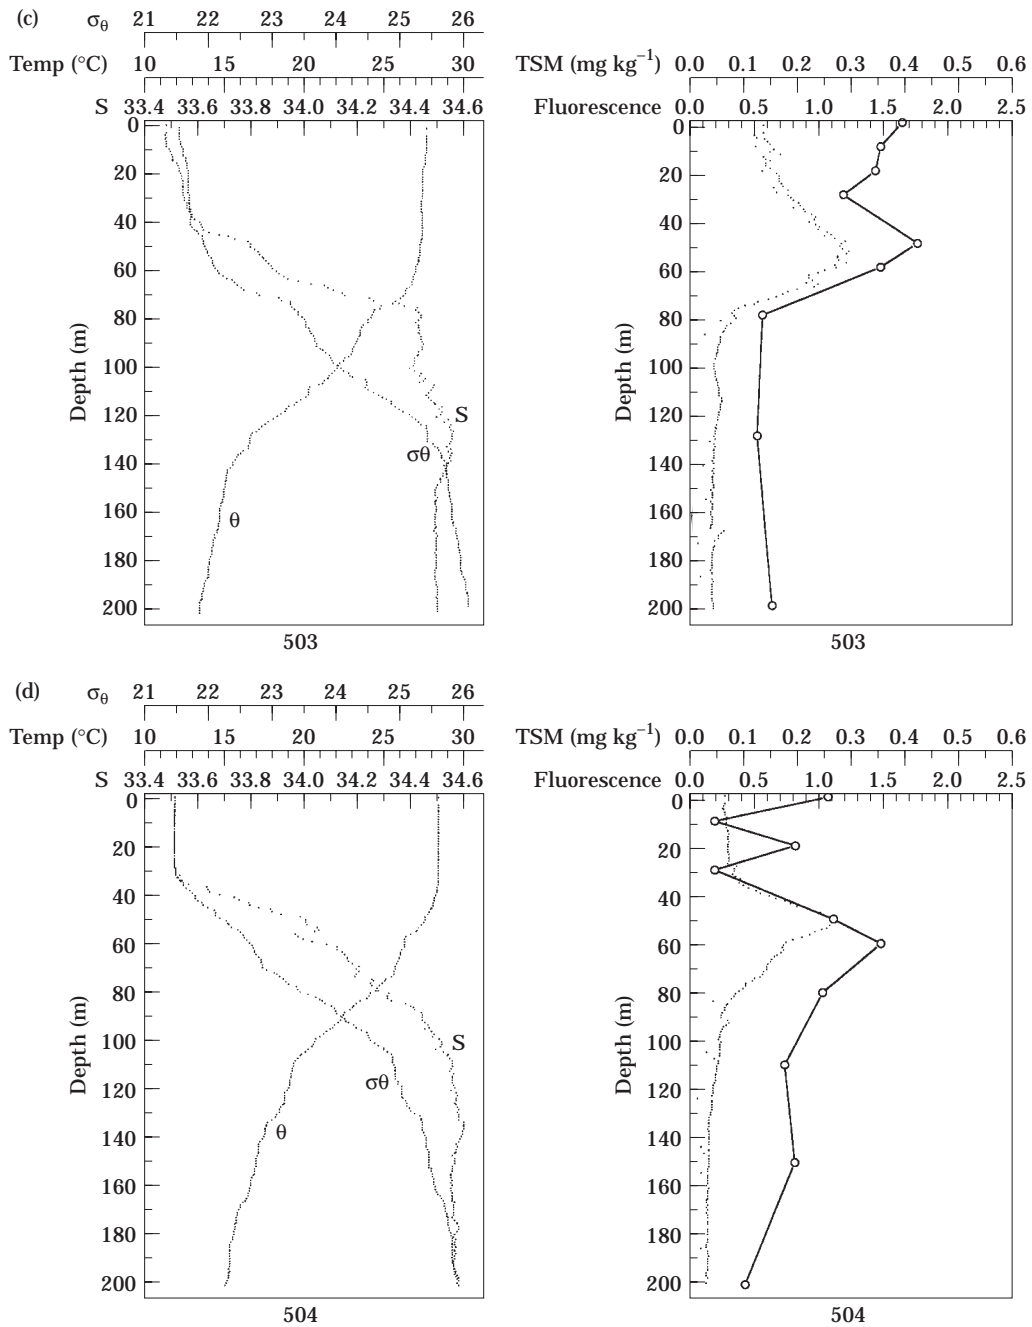 (c) σθ 21 22 23 24 25 26
Temp (°C) 10 15 20 25 30
S 33.4 33.6 33.8 34.0 34.2 34.4 34.6
0
20
40
60
80
100
120
140
160
180
200
Depth (m)
S
σθ
θ
503
TSM (mg kg⁻¹) 0.0 0.1 0.2 0.3 0.4 0.5 0.6
Fluorescence 0.0 0.5 1.0 1.5 2.0 2.5
0
20
40
60
80
100
120
140
160
180
200
Depth (m)
503
(d) σθ 21 22 23 24 25 26
Temp (°C) 10 15 20 25 30
S 33.4 33.6 33.8 34.0 34.2 34.4 34.6
0
20
40
60
80
100
120
140
160
180
200
Depth (m)
S
σθ
θ
504
TSM (mg kg⁻¹) 0.0 0.1 0.2 0.3 0.4 0.5 0.6
Fluorescence 0.0 0.5 1.0 1.5 2.0 2.5
0
20
40
60
80
100
120
140
160
180
200
Depth (m)
504